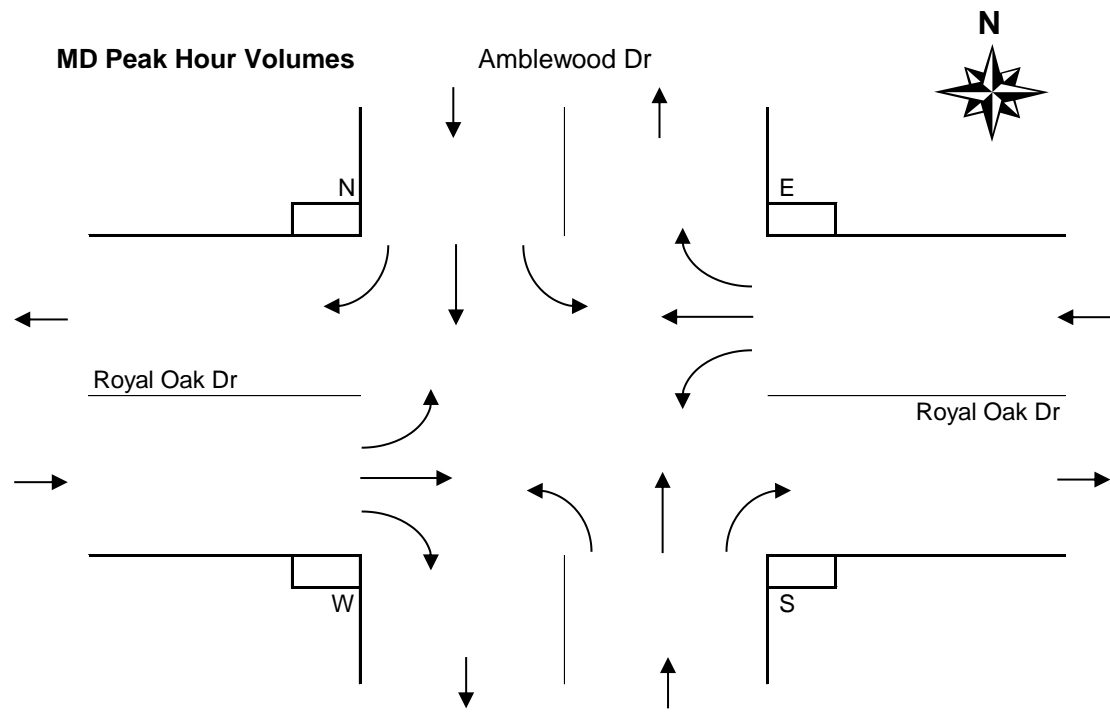 N
MD Peak Hour Volumes
Amblewood Dr
N
E
Royal Oak Dr
Royal Oak Dr
W
S